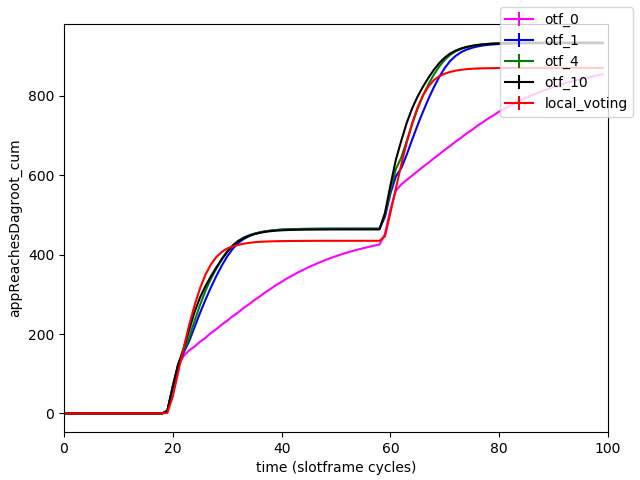 otf_0
otf_1
otf_4
otf_10
local_voting
appReachesDagroot_cum
800
600
400
200
0
0 20 40 60 80 100
time (slotframe cycles)